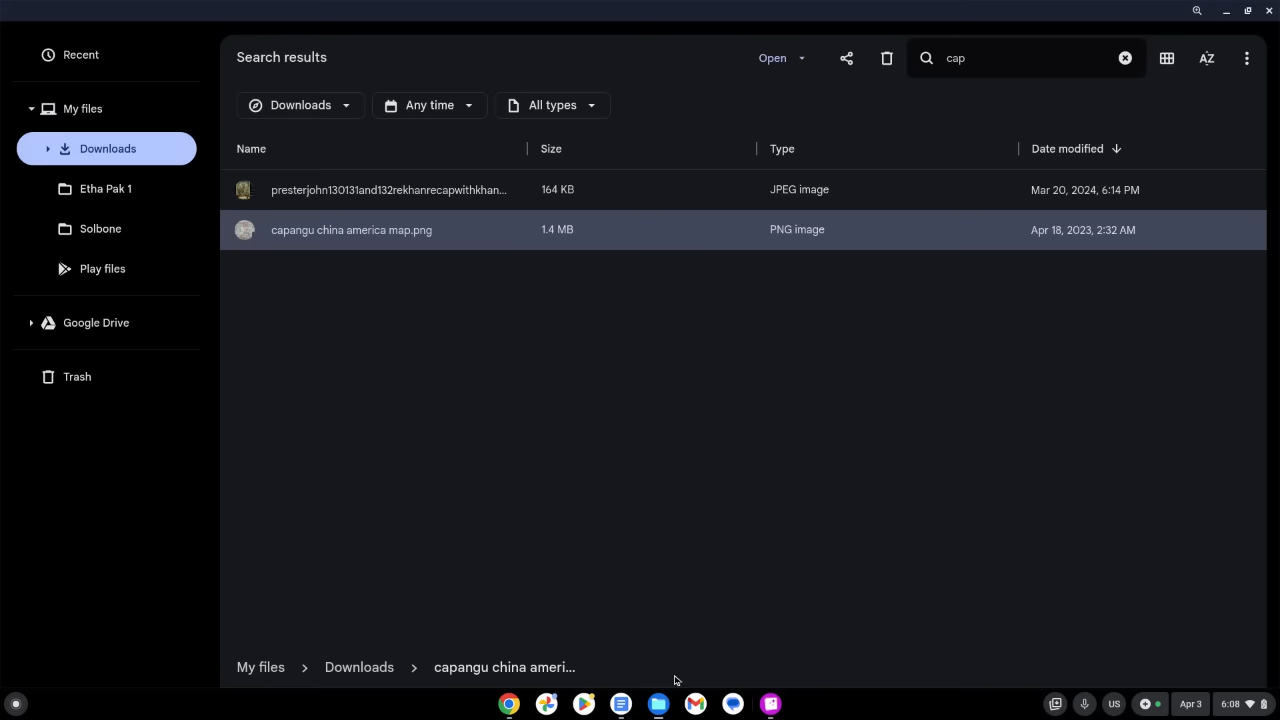 Recent
My files
Downloads
Etha Pak 1
Solbone
Play files
Google Drive
Trash
Search results
Open
cap
AZ
Downloads
Any time
All types
Name Size Type Date modified
presterjohn130131and132rekhanrecapwithkhan... 164 KB JPEG image Mar 20, 2024, 6:14 PM
capangu china america map.png 1.4 MB PNG image Apr 18, 2023, 2:32 AM
My files > Downloads > capangu china ameri...
US Apr 3 6:08